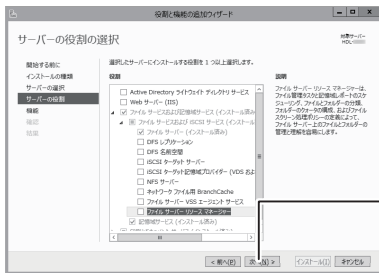 役割と機能の追加ウィザード
サーバーの役割の選択
対象サーバー
開始する前に
インストールの種類
サーバーの選択
サーバーの役割
機能
確認
結果
選択したサーバーにインストールする役割を 1 つ以上選択します。
役割
Active Directory ライトウェイト ディレクトリ サービス
Web サーバー (IIS)
ファイル サービスおよび記憶域サービス (インストール済み
ファイル サービスおよび iSCSI サービス (インストール
ファイル サーバー (インストール済み)
DFS レプリケーション
DFS 名前空間
iSCSI ターゲット サーバー
iSCSI ターゲット記憶域プロバイダー (VDS およ
NFS サーバー
ネットワーク ファイル用 BranchCache
ファイル サーバー VSS エージェント サービス
ファイル サーバー リソース マネージャー
記憶域サービス (インストール済み)
説明
ファイル サーバー リソース マネージャーは、
ファイル管理タスクと記憶域レポートのスケ
ジューリング、ファイルとフォルダーの分類、
フォルダーのクォータの構成、およびファイル
スクリーン処理ポリシーの定義によって、
ファイル サーバー上のファイルとフォルダーの
管理と理解を容易にします。
< 前へ(P)
次へ(N) >
インストール(I)
キャンセル